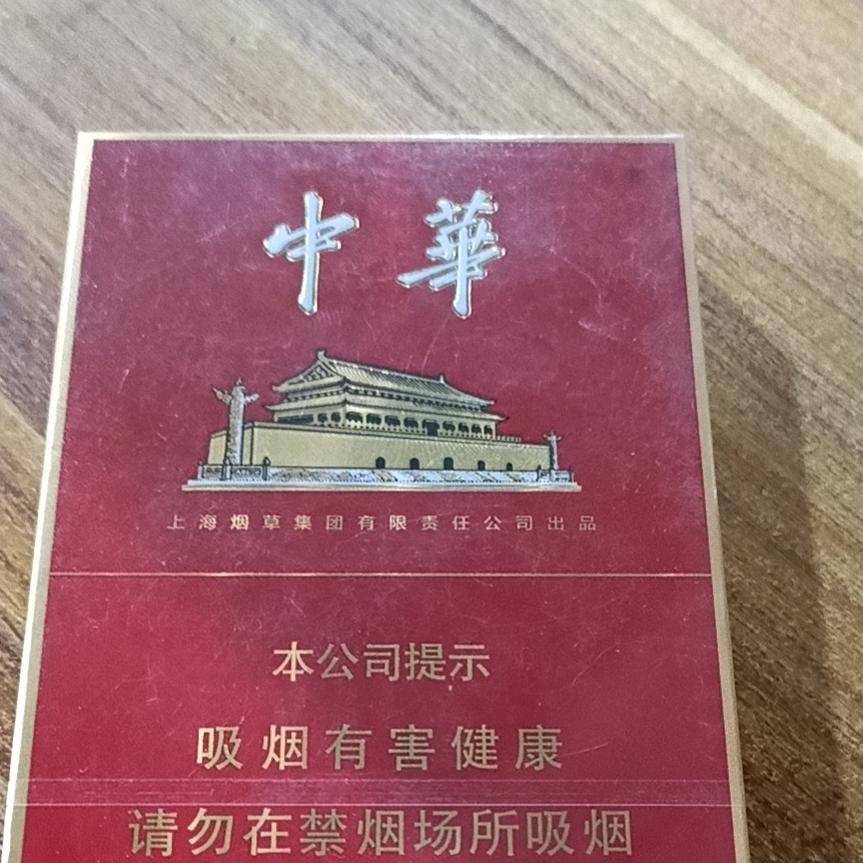 中華
上海烟草集团有限责任公司出品
本公司提示
吸烟有害健康
请勿在禁烟场所吸烟